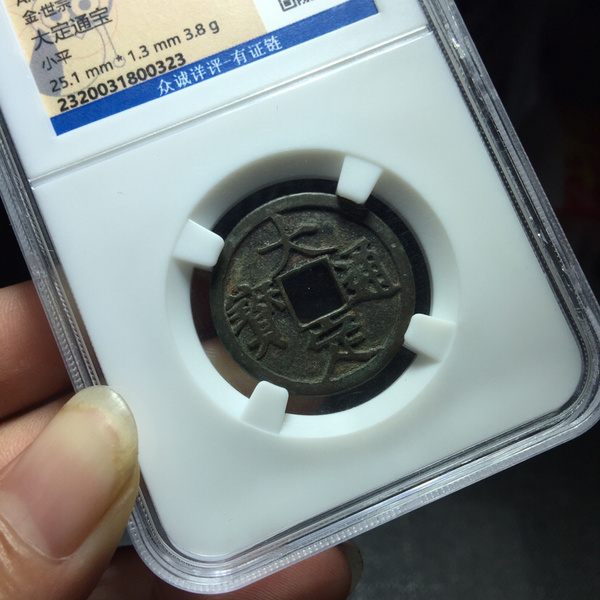 金世宗
大定通宝
小平
25.1 mm * 1.3 mm 3.8 g
2320031800323
众诚详评-有证链
大定通寳